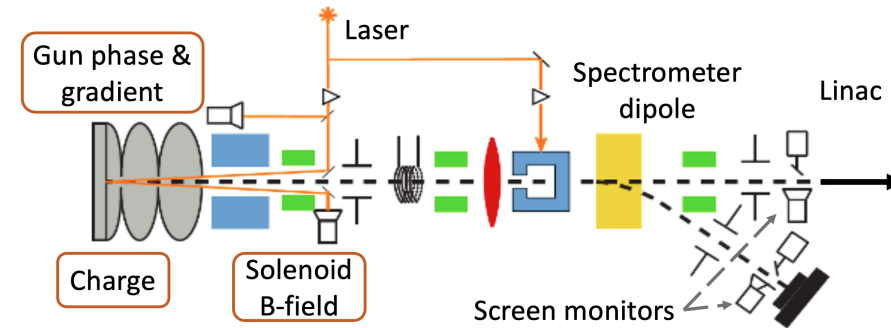 Laser
Gun phase &
gradient
Spectrometer
dipole
Linac
Charge
Solenoid
B-field
Screen monitors